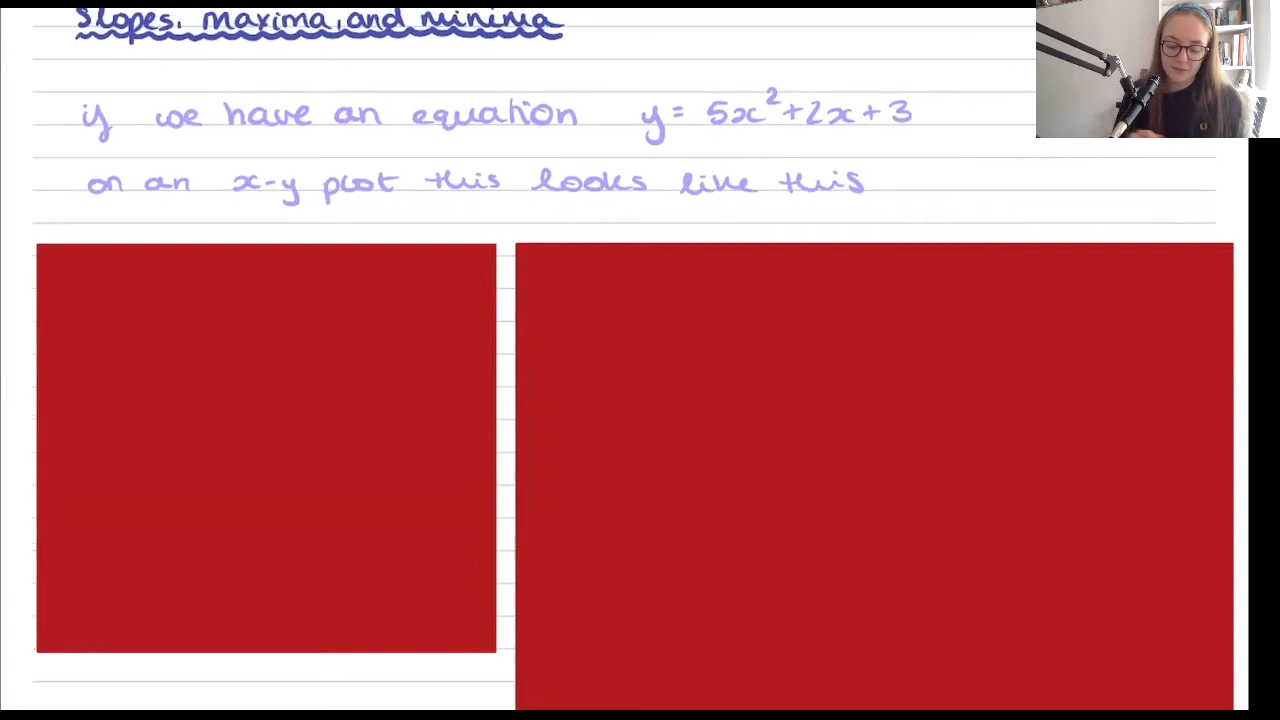 Slopes, maxima, and minima
if we have an equation y = 5x²+2x+3
on an x-y plot this looks like this